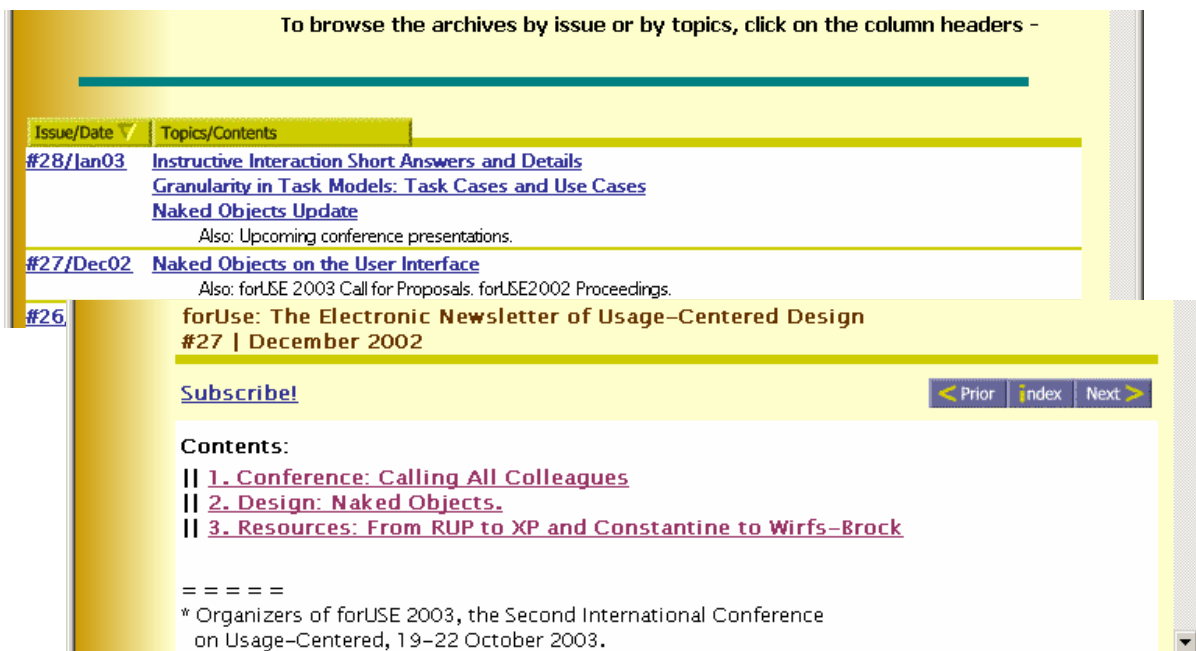 To browse the archives by issue or by topics, click on the column headers -
Issue/Date Topics/Contents
#28/Jan03 Instructive Interaction Short Answers and Details
Granularity in Task Models: Task Cases and Use Cases
Naked Objects Update
Also: Upcoming conference presentations.
#27/Dec02 Naked Objects on the User Interface
Also: forUSE 2003 Call for Proposals. forUSE2002 Proceedings.
#26/
forUse: The Electronic Newsletter of Usage-Centered Design
#27 | December 2002
Subscribe! < Prior index Next >
Contents:
|| 1. Conference: Calling All Colleagues
|| 2. Design: Naked Objects.
|| 3. Resources: From RUP to XP and Constantine to Wirfs-Brock
= = = = =
* Organizers of forUSE 2003, the Second International Conference
on Usage-Centered, 19-22 October 2003.